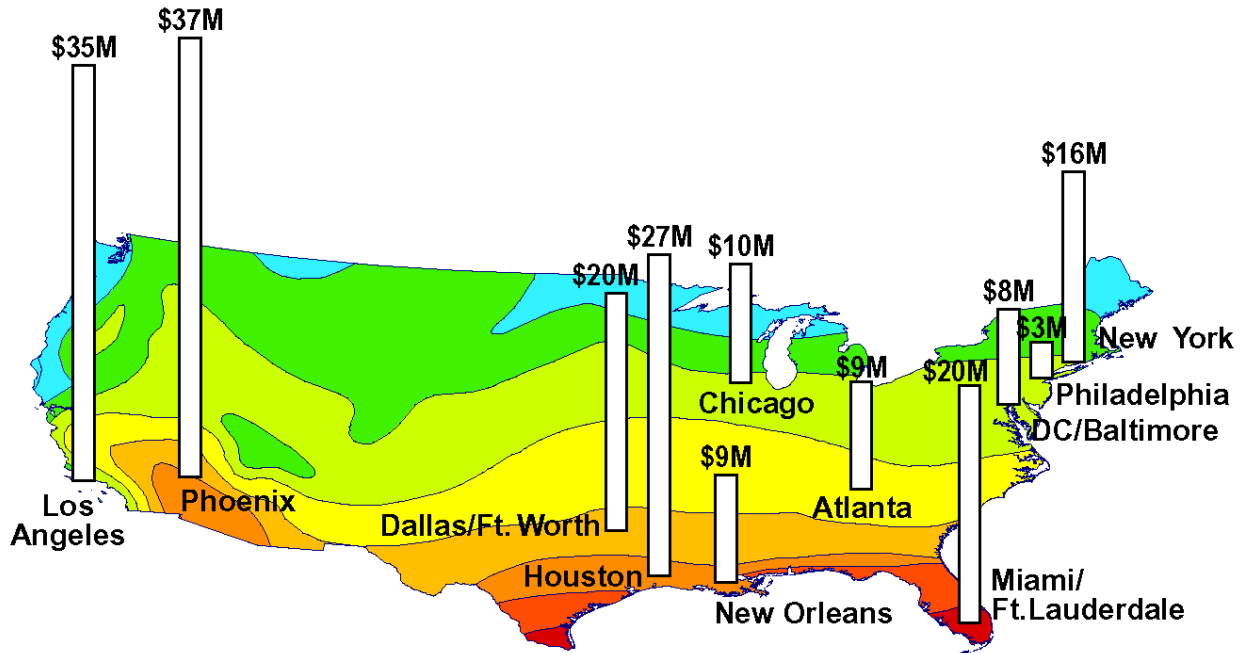 $37M
$35M
$16M
$27M
$10M
$20M
$8M
$3M
New York
$9M
$20M
Chicago
Philadelphia
DC/Baltimore
$9M
Phoenix
Los
Angeles
Atlanta
Dallas/Ft. Worth
Houston
Miami/
Ft.Lauderdale
New Orleans